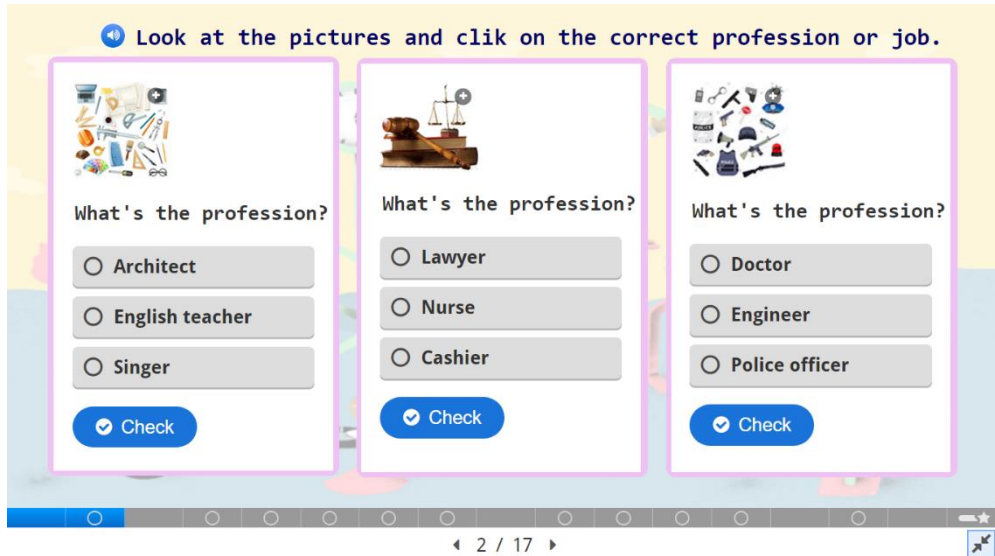 Look at the pictures and clik on the correct profession or job.
What's the profession?
Architect
English teacher
Singer
Check
What's the profession?
Lawyer
Nurse
Cashier
Check
POLICE
What's the profession?
Doctor
Engineer
Police officer
Check
2 / 17